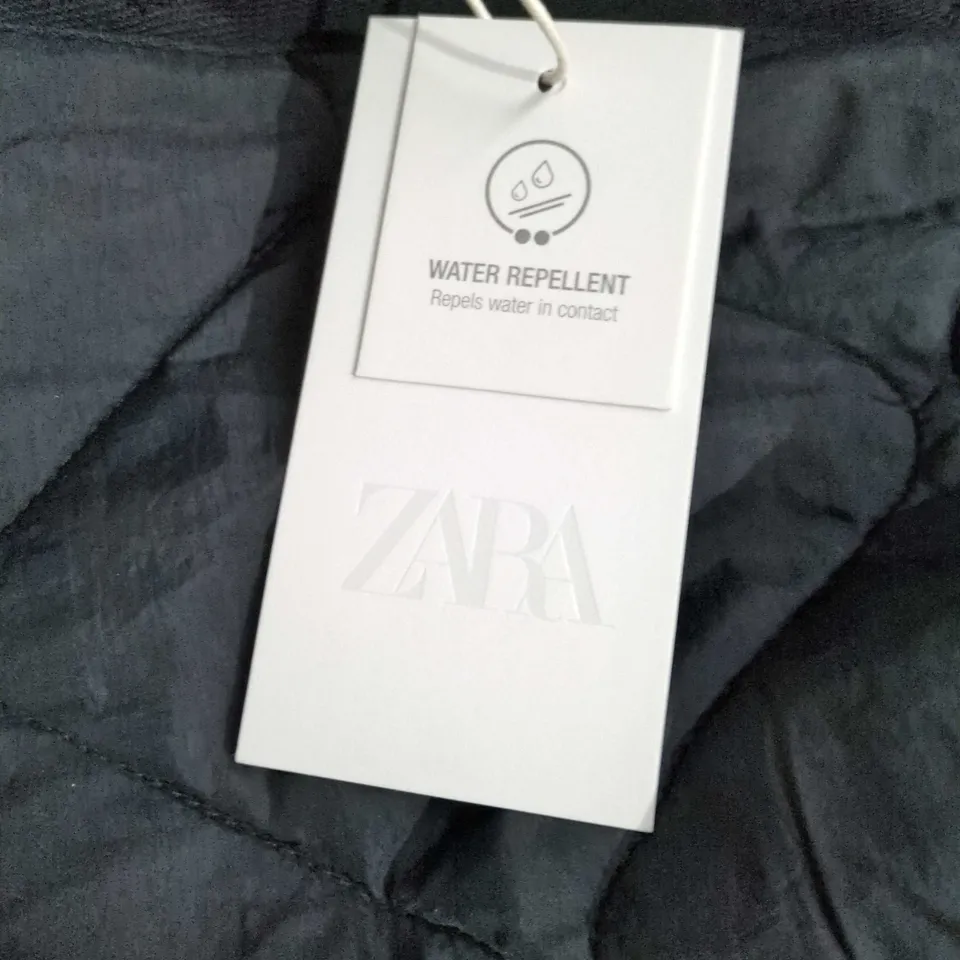 WATER REPELLENT
Repels water in contact
ZARA